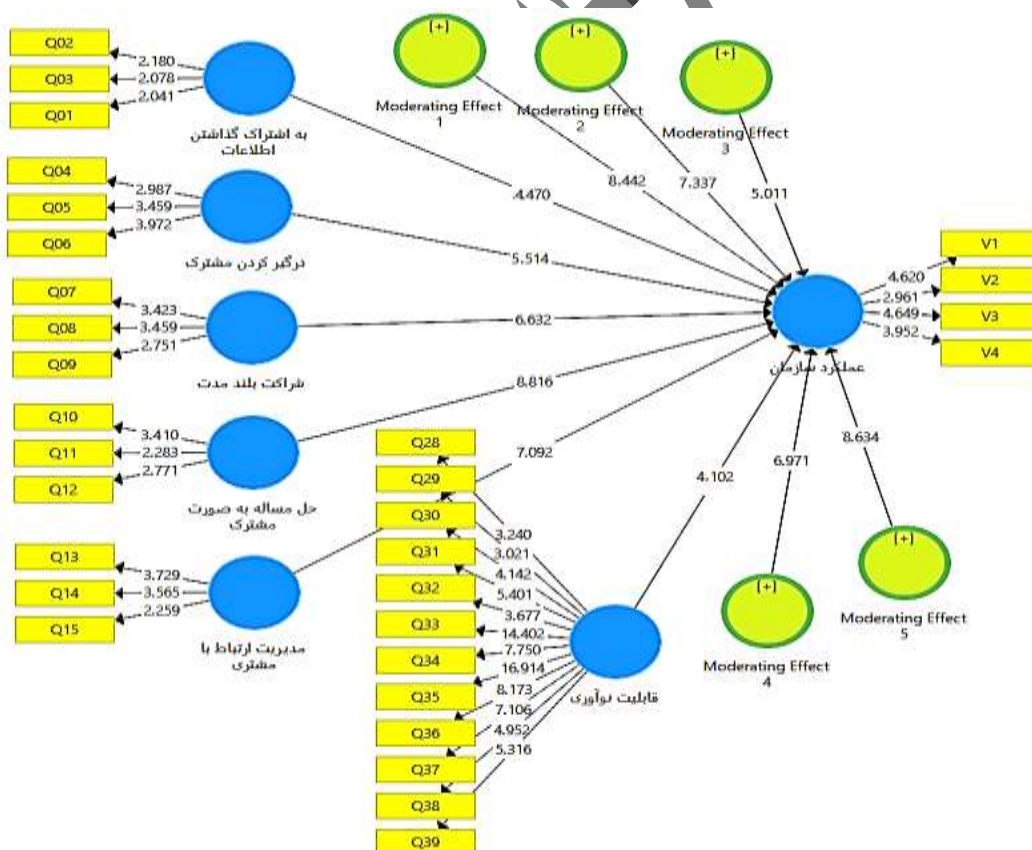 Q02
Q03
Q01
2.180
2.078
2.041
به اشتراک گذاشتن
اطلاعات
Q04
Q05
Q06
2.987
3.459
3.972
درگیر کردن مشترک
Q07
Q08
Q09
3.423
3.459
2.751
شراکت بلند مدت
Q10
Q11
Q12
3.410
2.283
2.771
حل مساله به صورت
مشترک
Q13
Q14
Q15
3.729
3.565
2.259
مدیریت ارتباط با
مشتری
[+]
Moderating Effect
1
[+]
Moderating Effect
2
[+]
Moderating Effect
3
8.442
7.337
5.011
4.470
5.514
6.632
8.816
7.092
4.102
6.971
8.634
عملکرد سازمان
4.620
2.961
4.649
3.952
V1
V2
V3
V4
Q28
Q29
Q30
Q31
Q32
Q33
Q34
Q35
Q36
Q37
Q38
Q39
3.240
3.021
4.142
5.401
3.677
14.402
7.750
16.914
8.173
7.106
4.952
5.316
قابلیت نوآوری
[+]
Moderating Effect
4
[+]
Moderating Effect
5